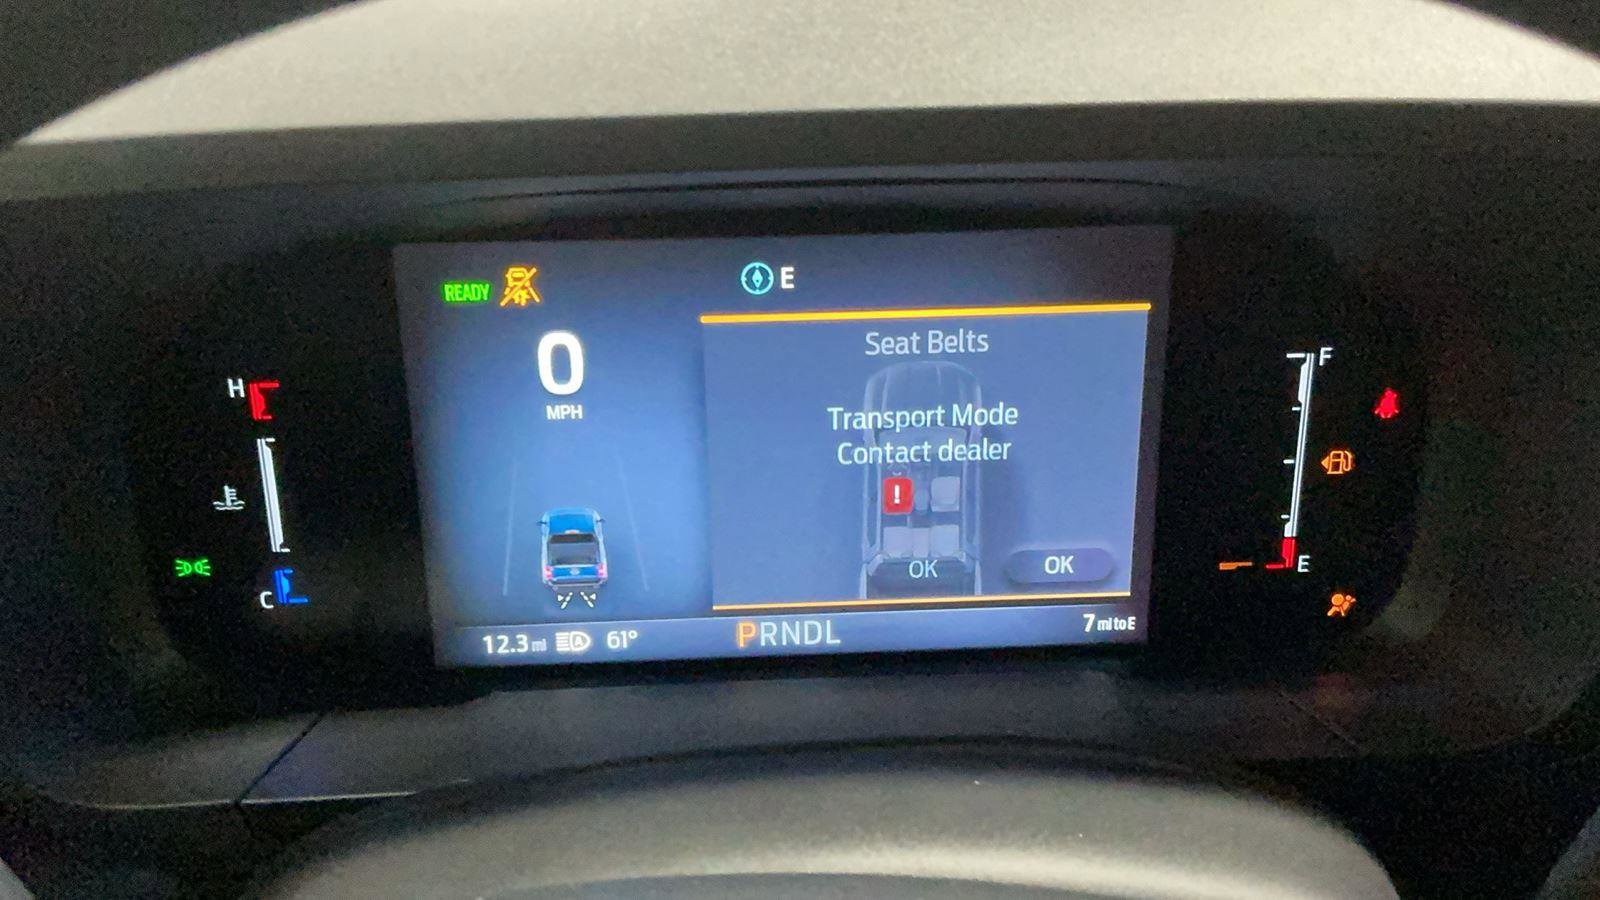 READY
E
0
MPH
Seat Belts
Transport Mode
Contact dealer
!
OK
OK
H
C
F
E
12.3 mi A 61°
PRNDL
7 mi to E